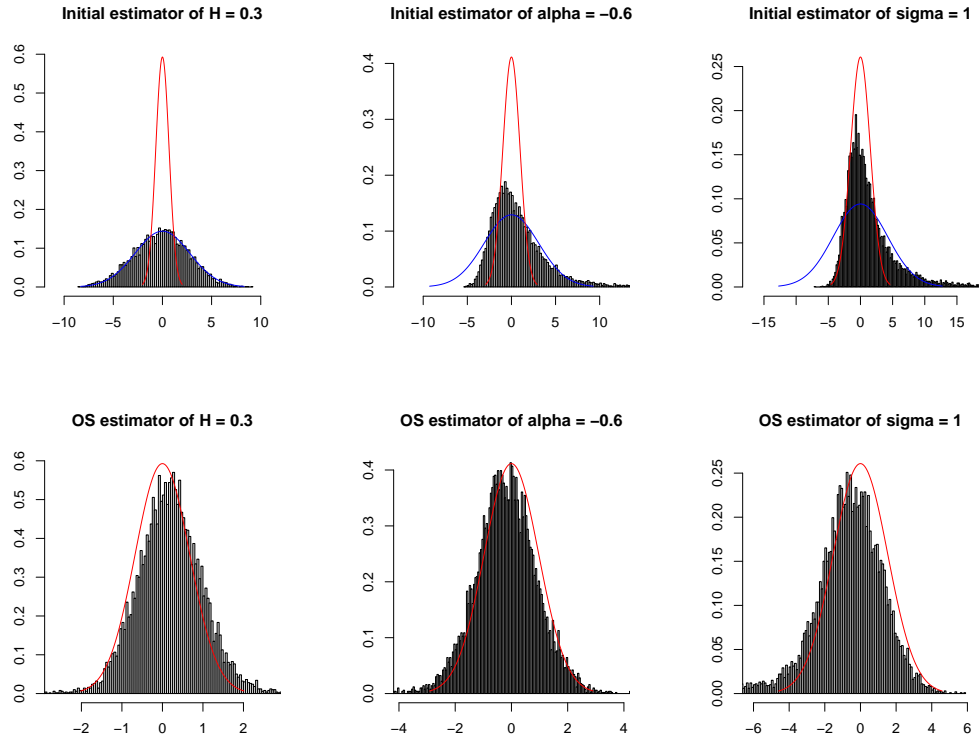 Initial estimator of H = 0.3
0.0 0.1 0.2 0.3 0.4 0.5 0.6
−10 −5 0 5 10
Initial estimator of alpha = −0.6
0.0 0.1 0.2 0.3 0.4
−10 −5 0 5 10
Initial estimator of sigma = 1
0.00 0.05 0.10 0.15 0.20 0.25
−15 −5 0 5 10 15
OS estimator of H = 0.3
0.0 0.1 0.2 0.3 0.4 0.5 0.6
−2 −1 0 1 2
OS estimator of alpha = −0.6
0.0 0.1 0.2 0.3 0.4
−4 −2 0 2 4
OS estimator of sigma = 1
0.00 0.05 0.10 0.15 0.20 0.25
−6 −4 −2 0 2 4 6